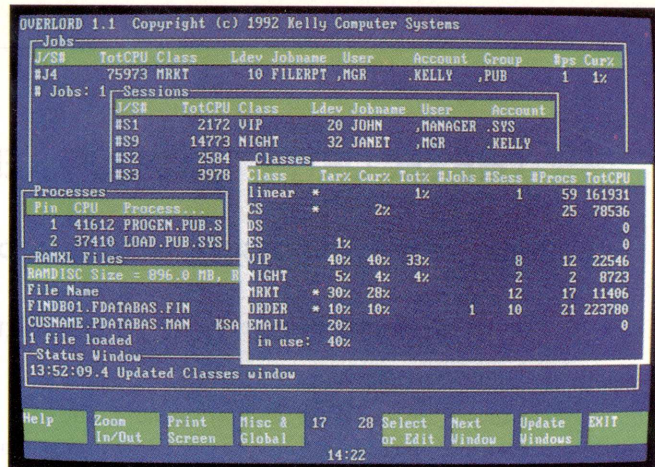 OVERLORD 1.1 Copyright (c) 1992 Kelly Computer Systems
Jobs
J/S# TotCPU Class Ldev Jobname User Account Group #ps Cur%
#J4 75973 MRKT 10 FILERPT ,MGR .KELLY ,PUB 1 1%
# Jobs: 1
Sessions
J/S# TotCPU Class Ldev Jobname User Account
#S1 2172 VIP 20 JOHN ,MANAGER .SYS
#S9 14773 NIGHT 32 JANET ,MGR .KELLY
#S2 2584
#S3 3978
Classes
Class Tar% Cur% Tot% #Jobs #Sess #Procs TotCPU
linear * 1% 1 59 161931
CS * 2% 25 78536
DS 0
ES 1% 0
VIP 40% 40% 33% 8 12 22546
NIGHT 5% 4% 4% 2 2 8723
MRKT * 30% 28% 12 17 11406
ORDER * 10% 10% 1 10 21 223780
EMAIL 20% 0
in use: 40%
Processes
Pin CPU Process...
1 41612 PROGEN.PUB.S
2 37410 LOAD.PUB.SYS
RAMXL Files
RAMDISC Size = 896.0 MB, R
File Name
FINDBO1.FDATABAS.FIN
CUSNAME.PDATABAS.MAN KSA
1 file loaded
Status Window
13:52:09.4 Updated Classes window
Help
Zoom In/Out
Print Screen
Misc & Global
17 28
Select or Edit
Next Window
Update Windows
EXIT
14:22